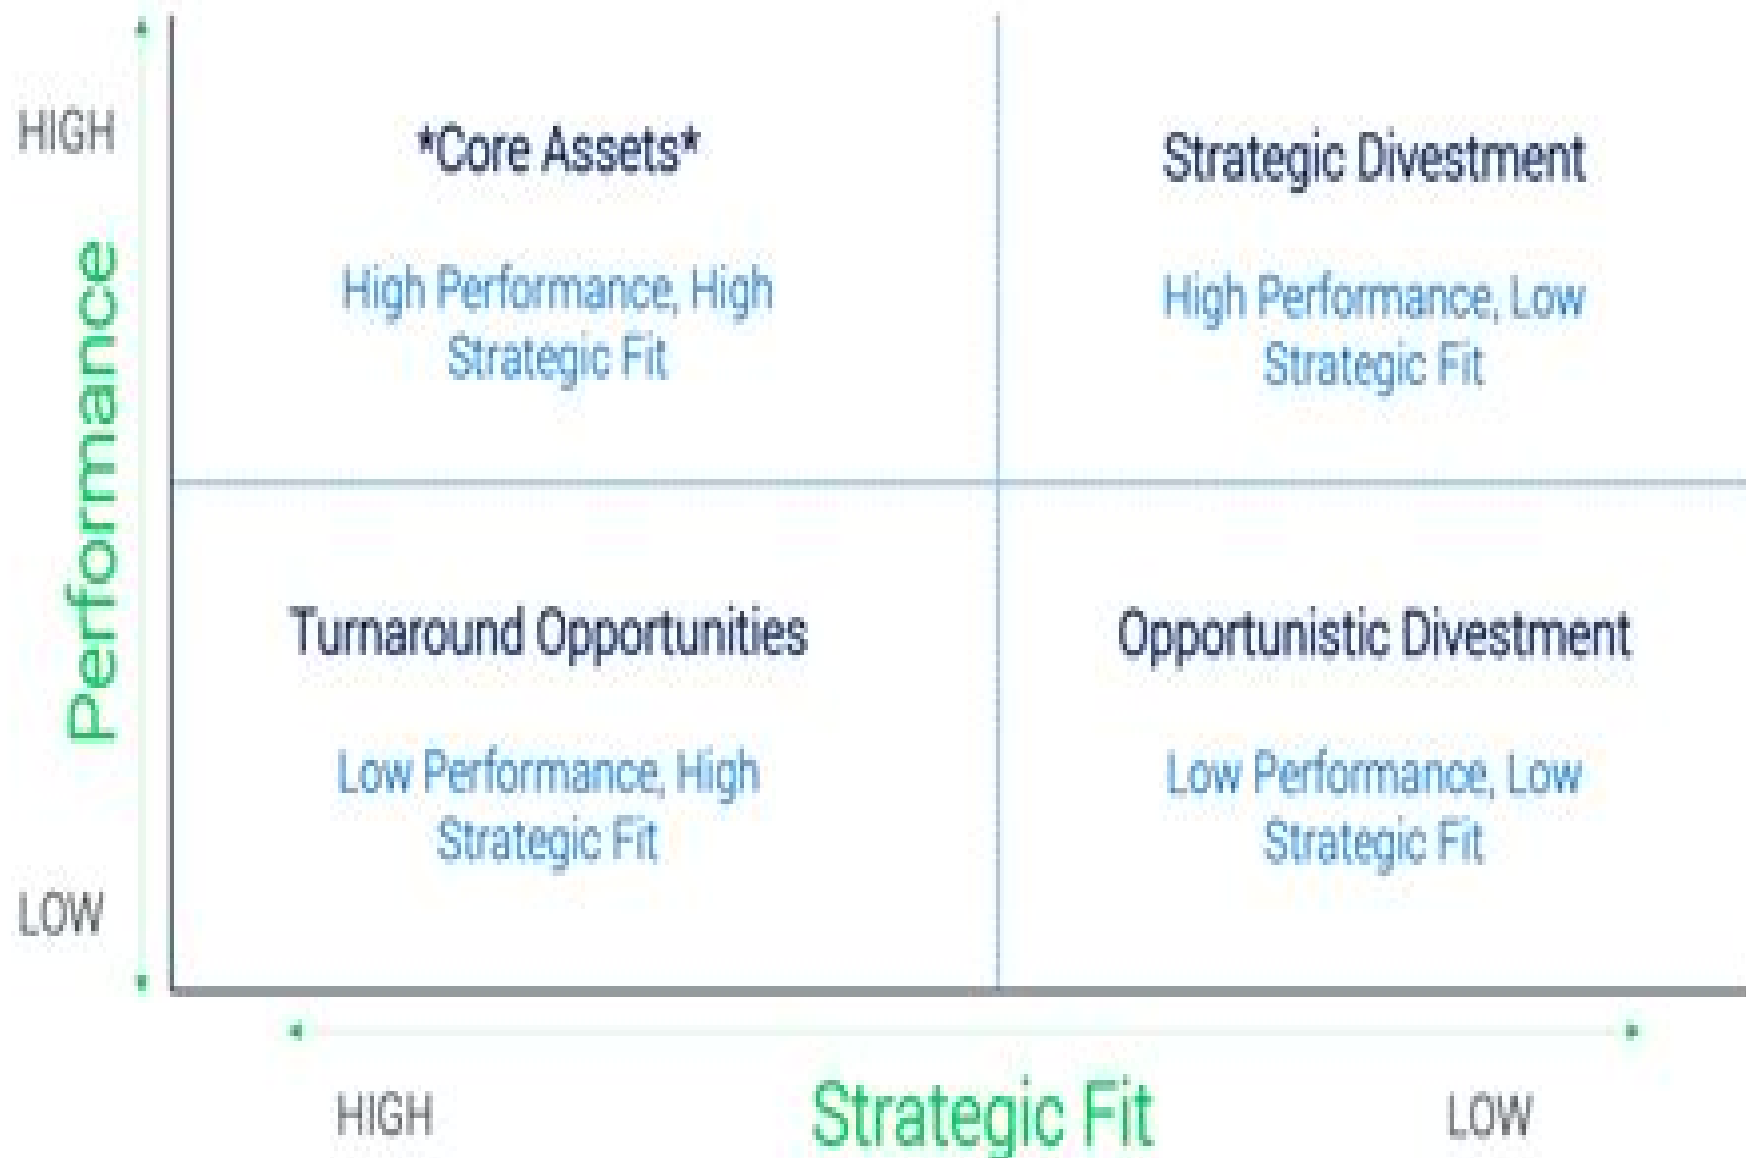 HIGH
*Core Assets*
Strategic Divestment
High Performance, High
Strategic Fit
High Performance, Low
Strategic Fit
Performance
Turnaround Opportunities
Opportunistic Divestment
Low Performance, High
Strategic Fit
Low Performance, Low
Strategic Fit
LOW
HIGH
Strategic Fit
LOW